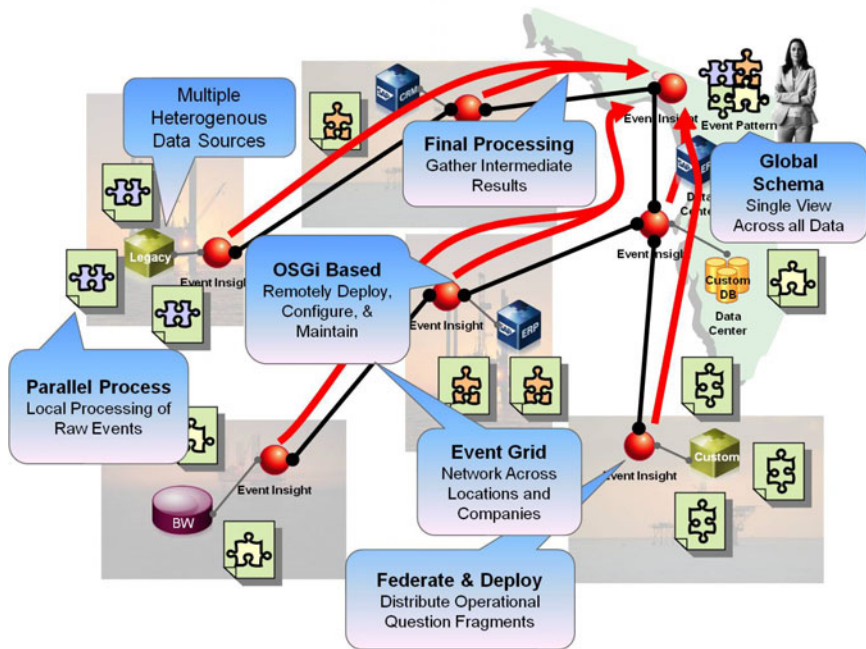 Multiple
Heterogenous
Data Sources
CRM
Event Insight
Event Pattern
Final Processing
Gather Intermediate
Results
Global
Schema
Single View
Across all Data
Data
Center
Legacy
Event Insight
Event Insight
OSGi Based
Remotely Deploy,
Configure, &
Maintain
Event Insight
ERP
Custom
DB
Data
Center
Parallel Process
Local Processing of
Raw Events
Event Insight
BW
Event Grid
Network Across
Locations and
Companies
Event Insight
Custom
Federate & Deploy
Distribute Operational
Question Fragments